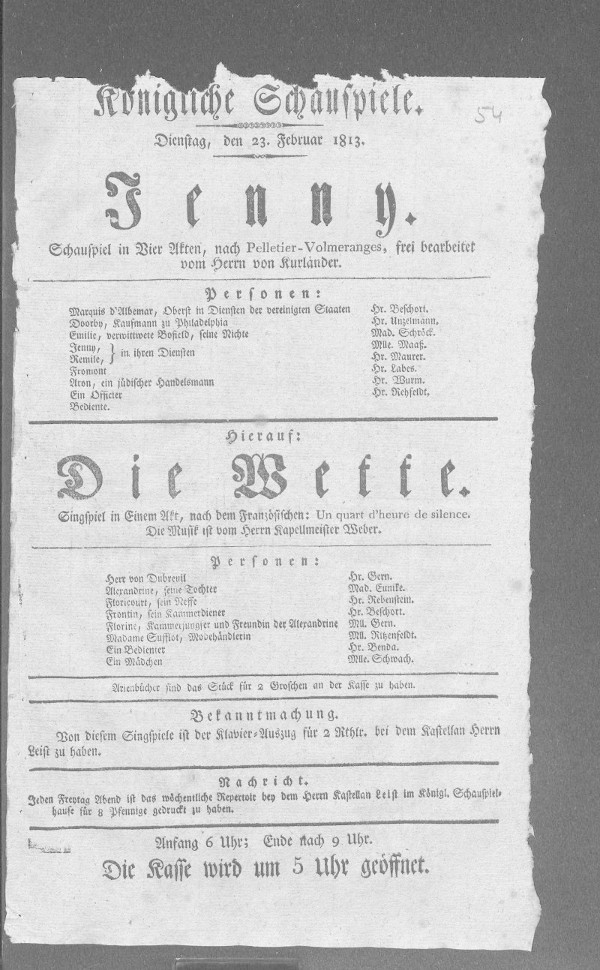 Königliche Schauspiele.
54
Dienstag, den 23. Februar 1813.
Jenny.
Schauspiel in Vier Akten, nach Pelletier-Volmeranges, frei bearbeitet
vom Herrn von Kurländer.
Personen:
Marquis d'Albemar, Oberst in Diensten der vereinigten Staaten Hr. Beschort.
Doorby, Kaufmann zu Philadelphia Hr. Unzelmann.
Emilie, verwittwete Bofield, seine Nichte Mad. Schröck.
Jenny, } in ihren Diensten Mlle. Maaß.
Remile, Hr. Maurer.
Fromont Hr. Labes.
Aron, ein jüdischer Handelsmann Hr. Wurm.
Ein Officier Hr. Rehfeldt.
Bediente.
Hierauf:
Die Wette.
Singspiel in Einem Akt, nach dem Französischen: Un quart d'heure de silence.
Die Musik ist vom Herrn Kapellmeister Weber.
Personen:
Herr von Dubreuil Hr. Gern.
Alexandrine, seine Tochter Mad. Eunike.
Floricourt, sein Neffe Hr. Rebenstein.
Frontin, sein Kammerdiener Hr. Beschort.
Florine, Kammerjungfer und Freundin der Alexandrine Mll. Gern.
Madame Sufflot, Modehändlerin Mll. Ritzenfeldt.
Ein Bedienter Hr. Benda.
Ein Mädchen Mlle. Schwach.
Arienbücher sind das Stück für 2 Groschen an der Kasse zu haben.
Bekanntmachung.
Von diesem Singspiele ist der Klavier-Auszug für 2 Rthlr. bei dem Kastellan Herrn
Leist zu haben.
Nachricht.
Jeden Freytag Abend ist das wöchentliche Repertoir bey dem Herrn Kastellan Leist im Königl. Schauspiel-
hause für 8 Pfennige gedruckt zu haben.
Anfang 6 Uhr; Ende nach 9 Uhr.
Die Kasse wird um 5 Uhr geöffnet.